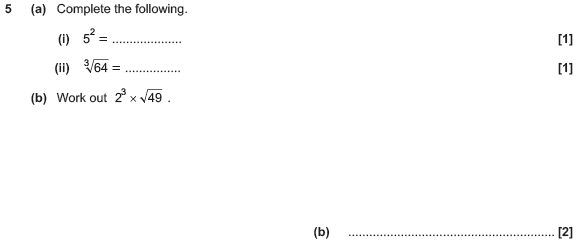 5 (a) Complete the following.
(i) 5² = .................... [1]
(ii) ∛64 = ................ [1]
(b) Work out 2³ × √49 .
(b) ........................................................... [2]